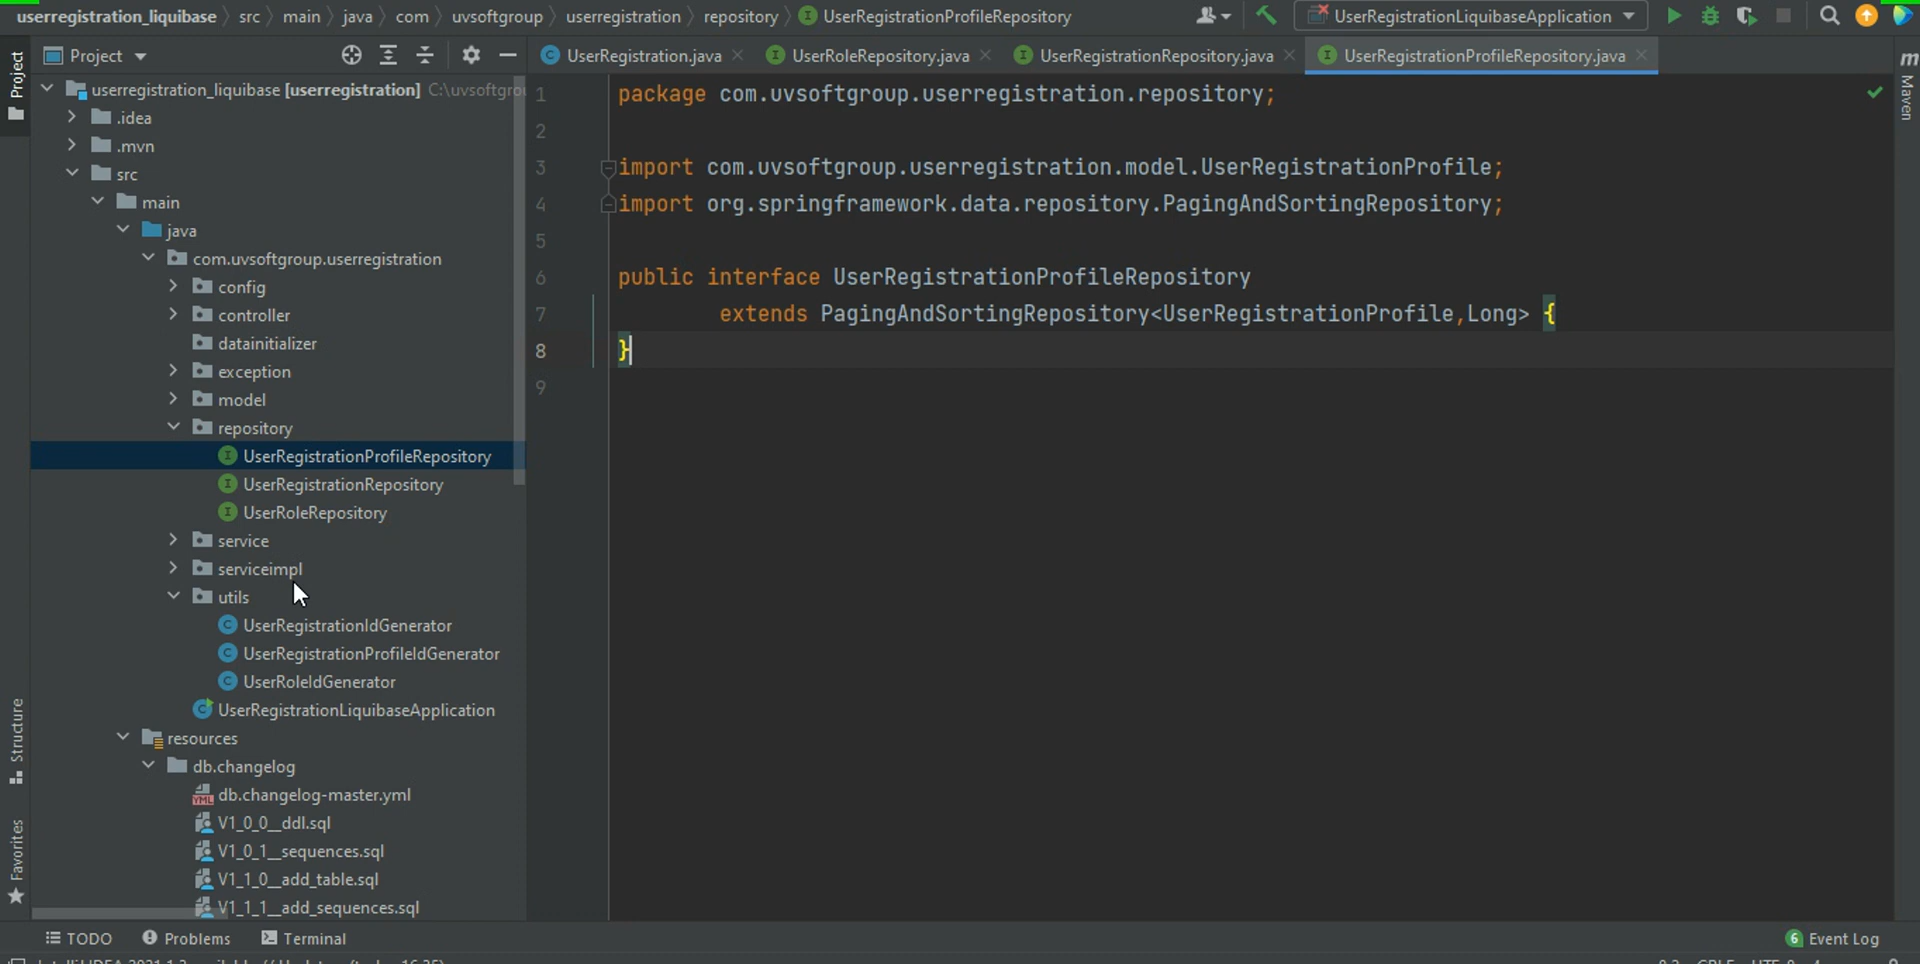 userregistration_liquibase src main java com uvsoftgroup userregistration repository UserRegistrationProfileRepository UserRegistrationLiquibaseApplication
Project
UserRegistration.java UserRoleRepository.java UserRegistrationRepository.java UserRegistrationProfileRepository.java
Project
Structure
Favorites
m Maven
userregistration_liquibase [userregistration] C:\uvsoftgro
.idea
.mvn
src
main
java
com.uvsoftgroup.userregistration
config
controller
datainitializer
exception
model
repository
UserRegistrationProfileRepository
UserRegistrationRepository
UserRoleRepository
service
serviceimpl
utils
UserRegistrationIdGenerator
UserRegistrationProfileIdGenerator
UserRoleIdGenerator
UserRegistrationLiquibaseApplication
resources
db.changelog
db.changelog-master.yml
V1_0_0__ddl.sql
V1_0_1__sequences.sql
V1_1_0__add_table.sql
V1_1_1__add_sequences.sql
1 package com.uvsoftgroup.userregistration.repository;
2
3 import com.uvsoftgroup.userregistration.model.UserRegistrationProfile;
4 import org.springframework.data.repository.PagingAndSortingRepository;
5
6 public interface UserRegistrationProfileRepository
7 extends PagingAndSortingRepository<UserRegistrationProfile,Long> {
8 }
9
TODO Problems Terminal 6 Event Log